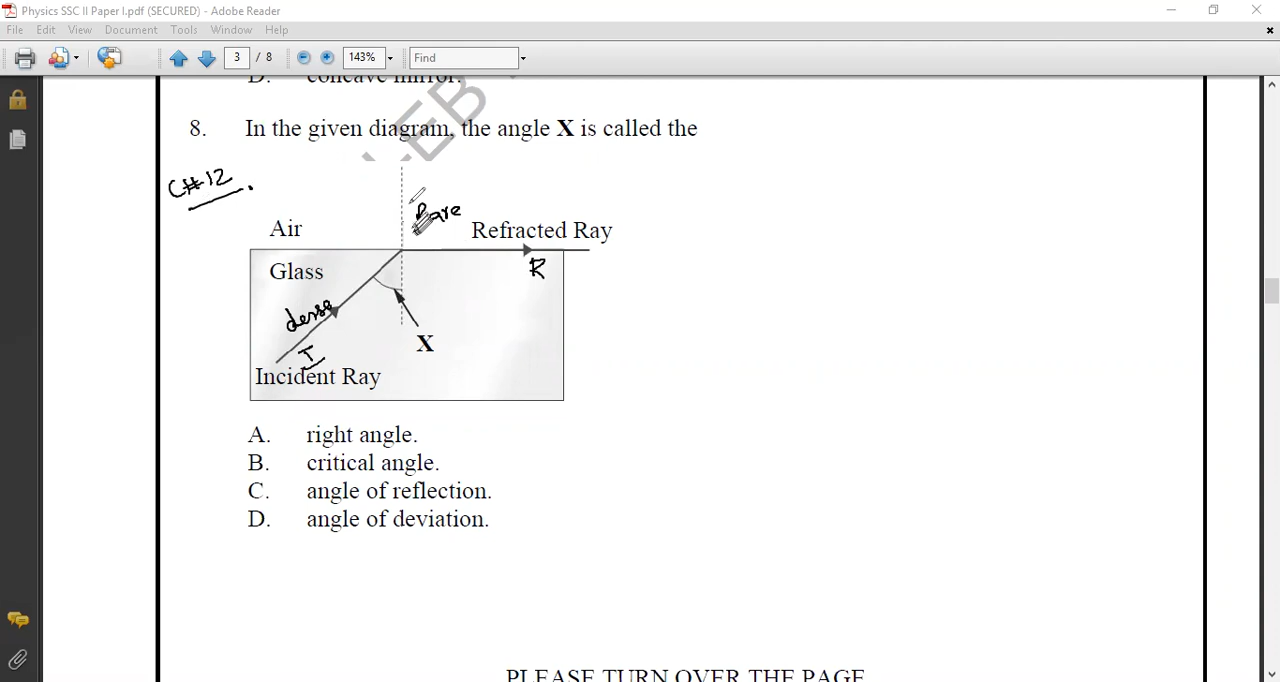 Physics SSC II Paper I.pdf (SECURED) - Adobe Reader
File Edit View Document Tools Window Help
3 / 8 143% Find
D. concave mirror.
8. In the given diagram, the angle X is called the
C#12
Air
Rare
Refracted Ray
Glass
R
dense
X
I
Incident Ray
A. right angle.
B. critical angle.
C. angle of reflection.
D. angle of deviation.
PLEASE TURN OVER THE PAGE